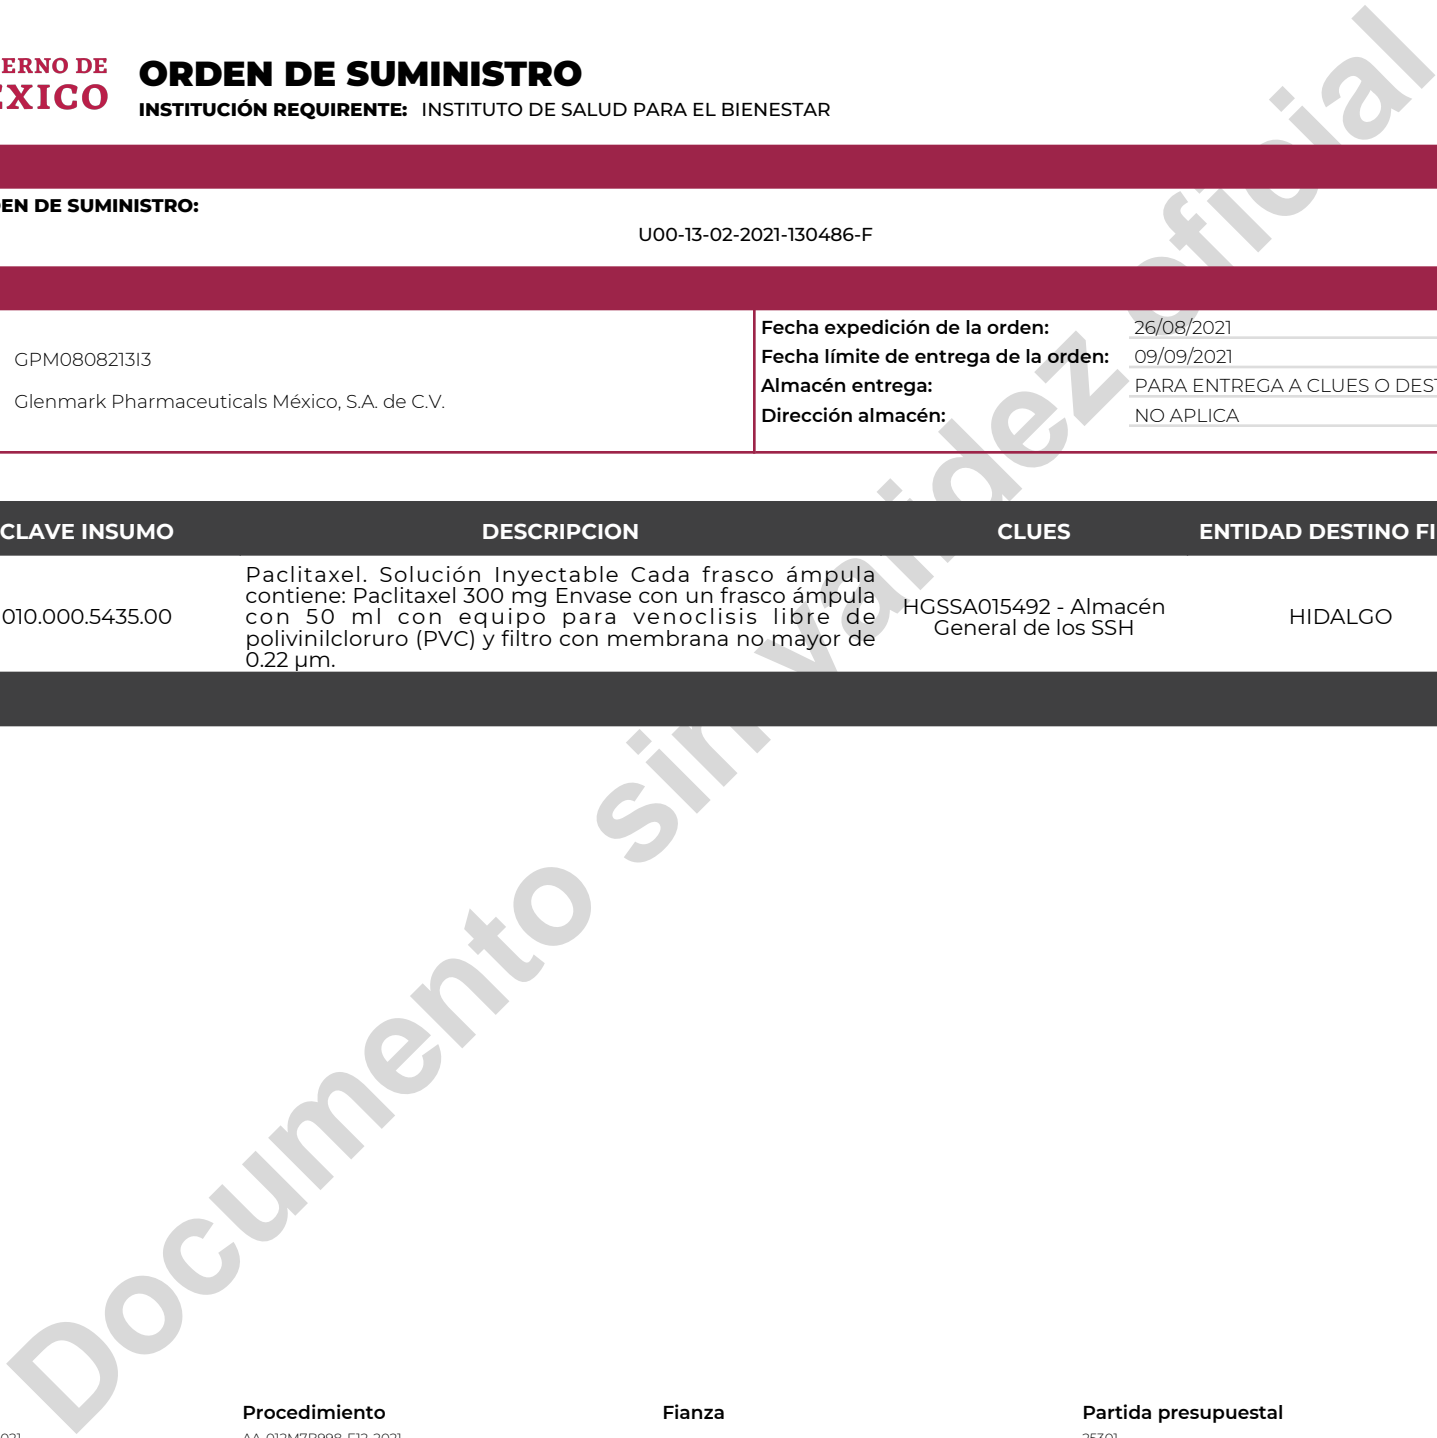 ERNO DE
ÉXICO
ORDEN DE SUMINISTRO
INSTITUCIÓN REQUIRENTE: INSTITUTO DE SALUD PARA EL BIENESTAR
EN DE SUMINISTRO:
U00-13-02-2021-130486-F
GPM0808213I3
Glenmark Pharmaceuticals México, S.A. de C.V.
Fecha expedición de la orden: 26/08/2021
Fecha límite de entrega de la orden: 09/09/2021
Almacén entrega: PARA ENTREGA A CLUES O DEST
Dirección almacén: NO APLICA
CLAVE INSUMO DESCRIPCION CLUES ENTIDAD DESTINO FI
010.000.5435.00
Paclitaxel. Solución Inyectable Cada frasco ámpula
contiene: Paclitaxel 300 mg Envase con un frasco ámpula
con 50 ml con equipo para venoclisis libre de
polivinilcloruro (PVC) y filtro con membrana no mayor de
0.22 µm.
HGSSA015492 - Almacén
General de los SSH
HIDALGO
Documento sin validez oficial
Procedimiento Fianza Partida presupuestal